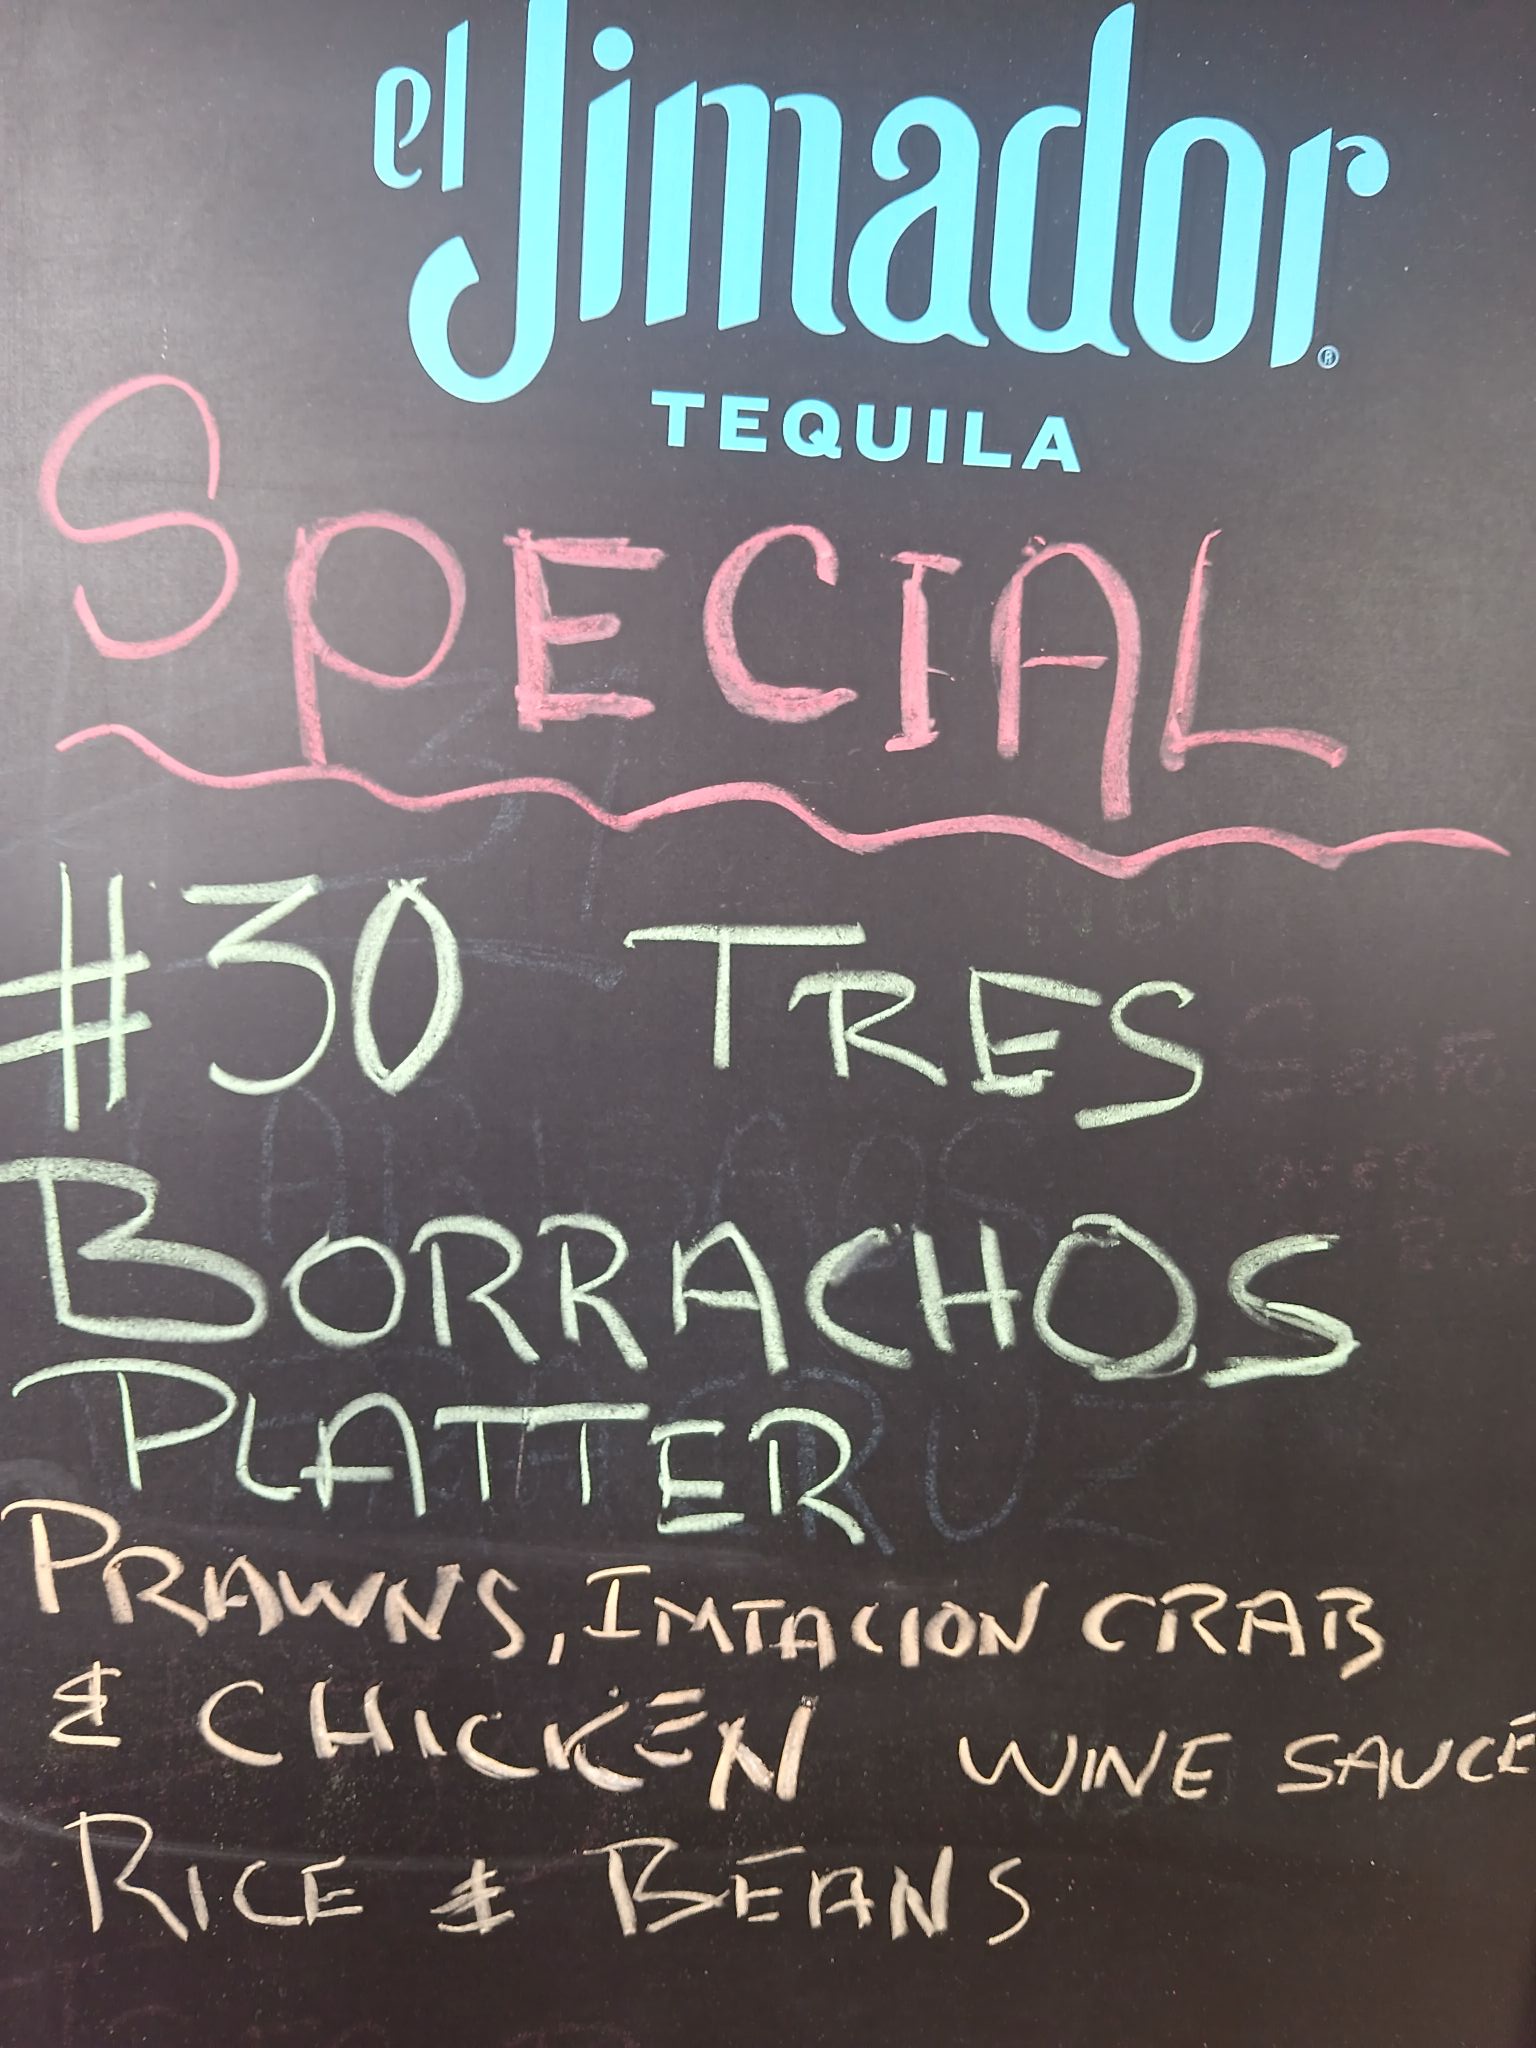 el Jimador®
TEQUILA
SPECIAL
#30 TRES
BORRACHOS
PLATTER
PRAWNS, IMTACION CRAB
& CHICKEN WINE SAUCE
RICE & BEANS